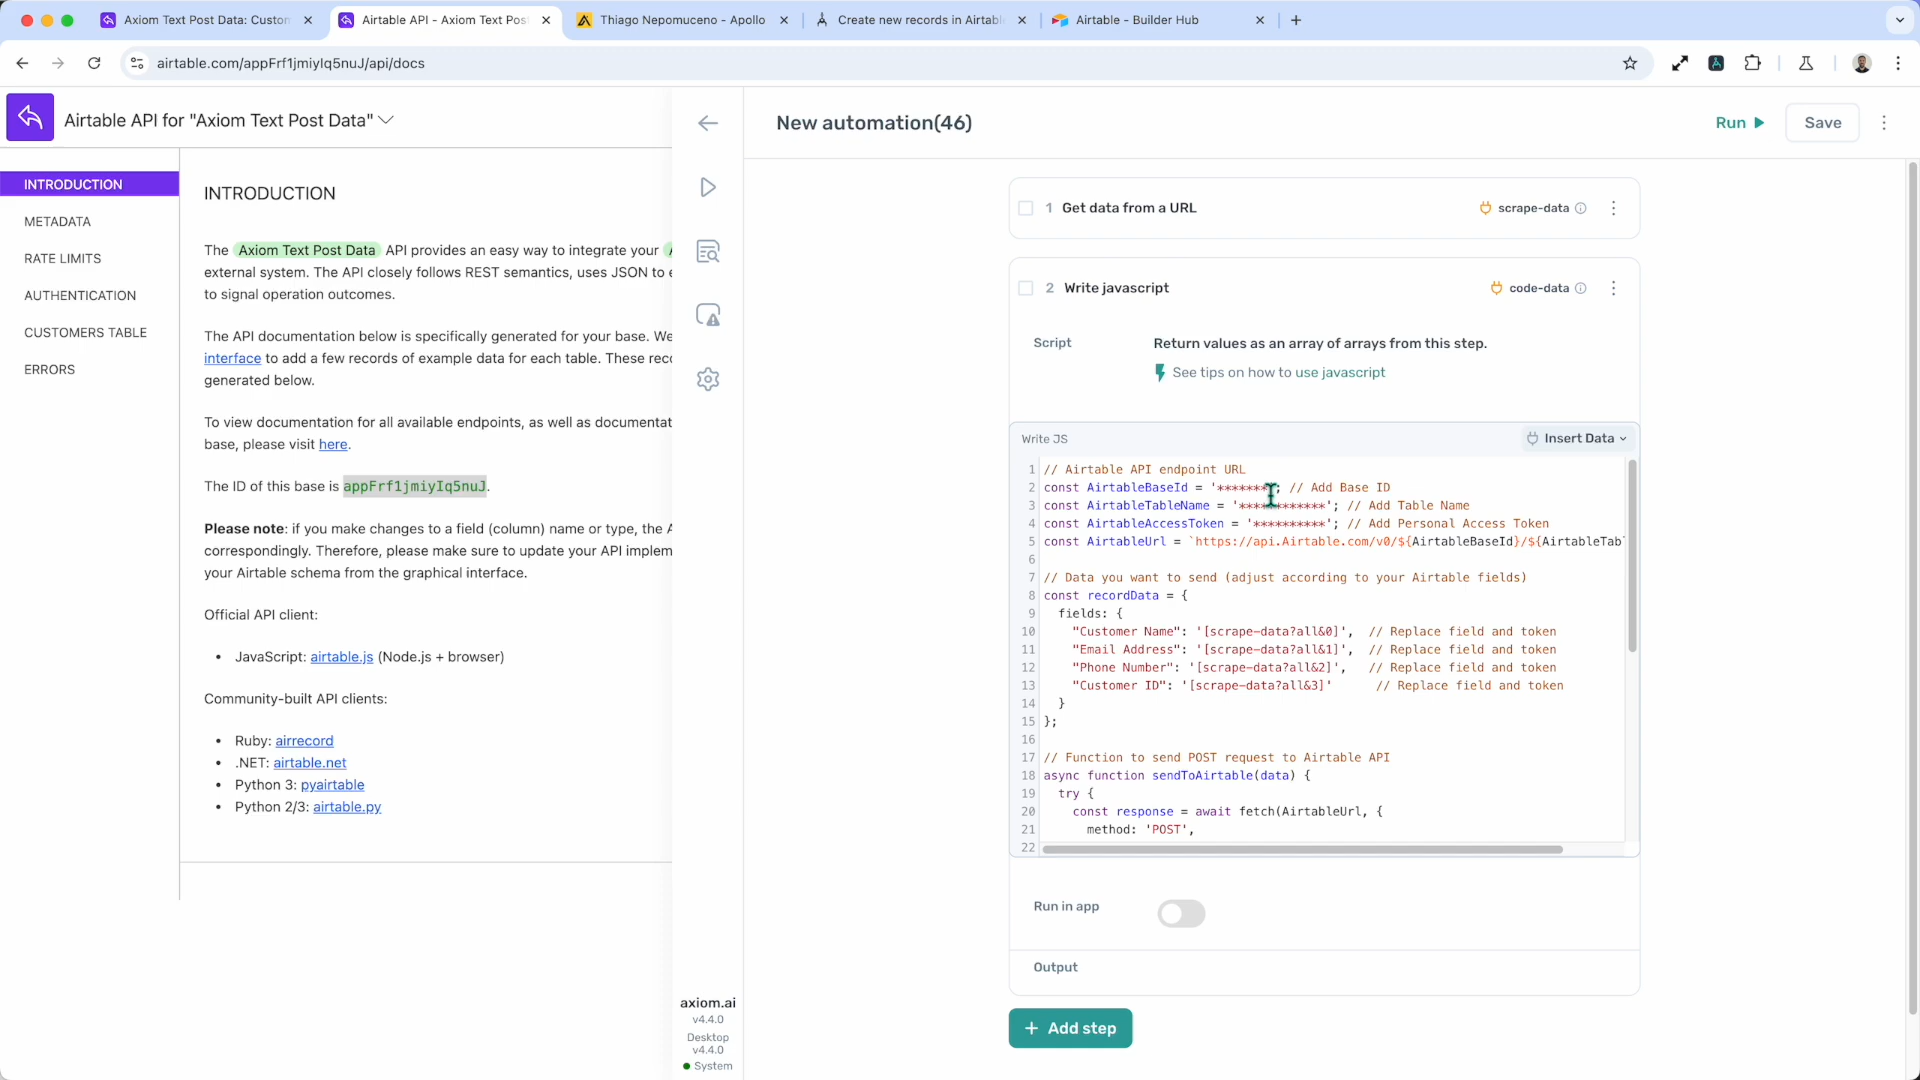 Axiom Text Post Data: Custom
Airtable API - Axiom Text Pos
Thiago Nepomuceno - Apollo
Create new records in Airtabl
Airtable - Builder Hub
airtable.com/appFrf1jmiyIq5nuJ/api/docs
Airtable API for "Axiom Text Post Data"
INTRODUCTION
METADATA
RATE LIMITS
AUTHENTICATION
CUSTOMERS TABLE
ERRORS
INTRODUCTION
The Axiom Text Post Data API provides an easy way to integrate your
external system. The API closely follows REST semantics, uses JSON to e
to signal operation outcomes.
The API documentation below is specifically generated for your base. We
interface to add a few records of example data for each table. These reco
generated below.
To view documentation for all available endpoints, as well as documentat
base, please visit here.
The ID of this base is appFrf1jmiyIq5nuJ.
Please note: if you make changes to a field (column) name or type, the A
correspondingly. Therefore, please make sure to update your API implem
your Airtable schema from the graphical interface.
Official API client:
• JavaScript: airtable.js (Node.js + browser)
Community-built API clients:
• Ruby: airrecord
• .NET: airtable.net
• Python 3: pyairtable
• Python 2/3: airtable.py
axiom.ai
v4.4.0
Desktop
v4.4.0
System
New automation(46)
Run
Save
1 Get data from a URL
scrape-data
2 Write javascript
code-data
Script
Return values as an array of arrays from this step.
See tips on how to use javascript
Write JS
Insert Data
1 // Airtable API endpoint URL
2 const AirtableBaseId = '*******'; // Add Base ID
3 const AirtableTableName = '************'; // Add Table Name
4 const AirtableAccessToken = '**********'; // Add Personal Access Token
5 const AirtableUrl = `https://api.Airtable.com/v0/${AirtableBaseId}/${AirtableTab
6
7 // Data you want to send (adjust according to your Airtable fields)
8 const recordData = {
9 fields: {
10 "Customer Name": '[scrape-data?all&0]', // Replace field and token
11 "Email Address": '[scrape-data?all&1]', // Replace field and token
12 "Phone Number": '[scrape-data?all&2]', // Replace field and token
13 "Customer ID": '[scrape-data?all&3]' // Replace field and token
14 }
15 };
16
17 // Function to send POST request to Airtable API
18 async function sendToAirtable(data) {
19 try {
20 const response = await fetch(AirtableUrl, {
21 method: 'POST',
22
Run in app
Output
+ Add step